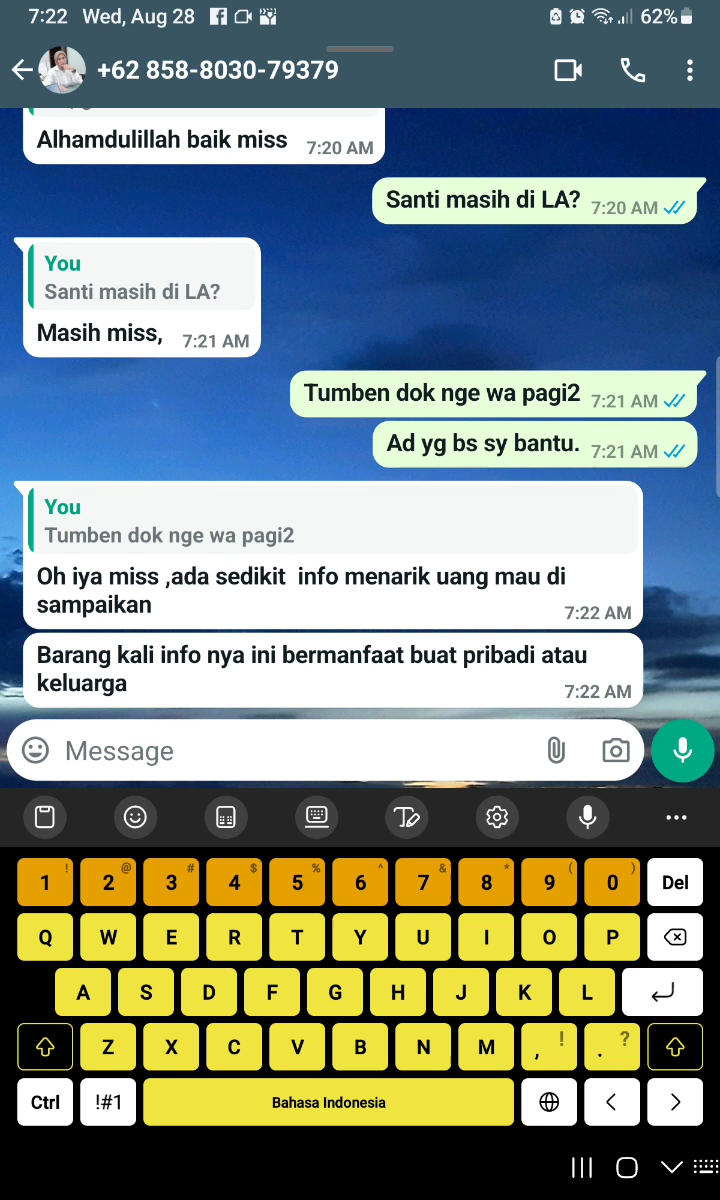 7:22 Wed, Aug 28 62%
+62 858-8030-79379
Alhamdulillah baik miss 7:20 AM
Santi masih di LA? 7:20 AM
You
Santi masih di LA?
Masih miss, 7:21 AM
Tumben dok nge wa pagi2 7:21 AM
Ad yg bs sy bantu. 7:21 AM
You
Tumben dok nge wa pagi2
Oh iya miss ,ada sedikit info menarik uang mau di
sampaikan
7:22 AM
Barang kali info nya ini bermanfaat buat pribadi atau
keluarga
7:22 AM
Message
! @ # $ % ^ & * ( )
1 2 3 4 5 6 7 8 9 0 Del
Q W E R T Y U I O P
A S D F G H J K L
! ?
Z X C V B N M , .
Ctrl !#1 Bahasa Indonesia < >